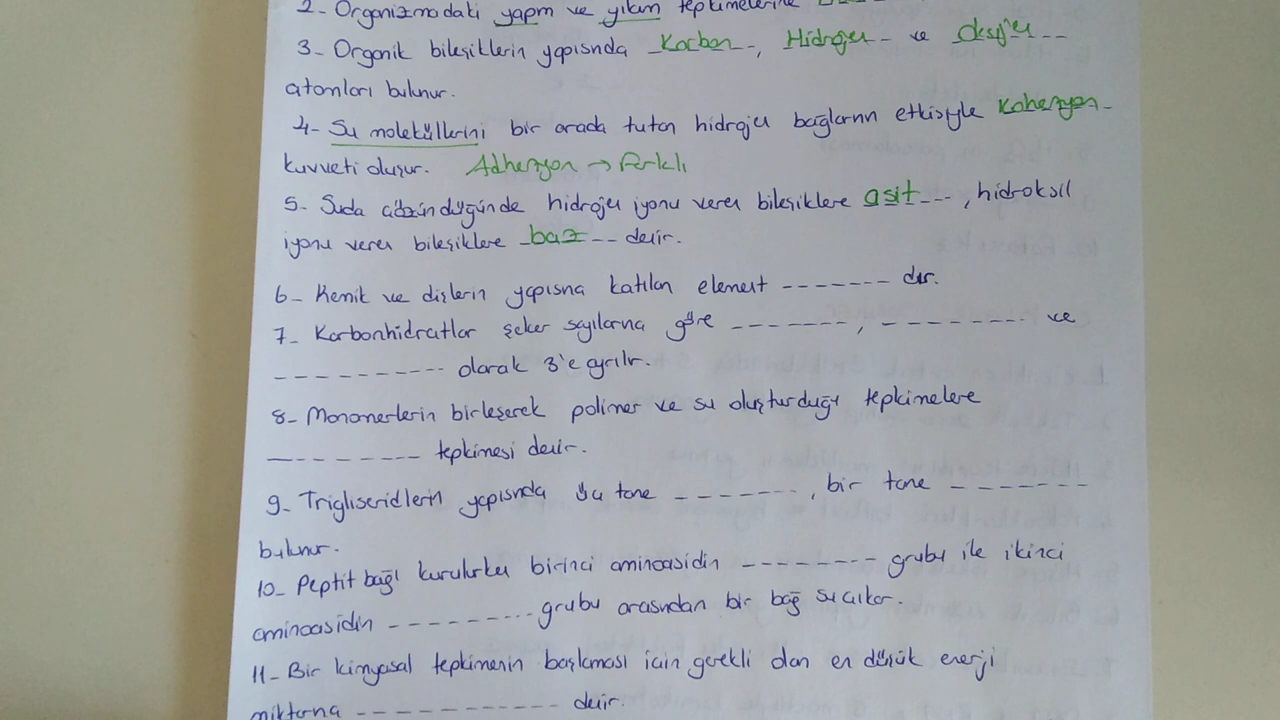 2- Organizmadaki yapım ve yıkım tepkimelerine
3- Organik bileşiklerin yapısında Karbon, Hidrojen ve Oksijen
atomları bulunur.
4- Su moleküllerini bir arada tutan hidrojen bağlarının etkisiyle Kohezyon
kuvveti oluşur. Adhezyon → Farklı
5- Suda çözündüğünde hidrojen iyonu veren bileşiklere asit ---, hidroksil
iyonu veren bileşiklere -baz-- denir.
6- Kemik ve dişlerin yapısına katılan element ------- dır.
7- Karbonhidratlar şeker sayılarına göre -------, -------- ve
---------- olarak 3'e ayrılır.
8- Monomerlerin birleşerek polimer ve su oluşturduğu tepkimelere
-------- tepkimesi denir.
9- Trigliseridlerin yapısında üç tane -------, bir tane -------
bulunur.
10- Peptit bağı kurulurken birinci aminoasidin ------- grubu ile ikinci
aminoasidin --------- grubu arasından bir bağ su çıkar.
11- Bir kimyasal tepkimenin başlaması için gerekli olan en düşük enerji
miktarına ----------- denir.